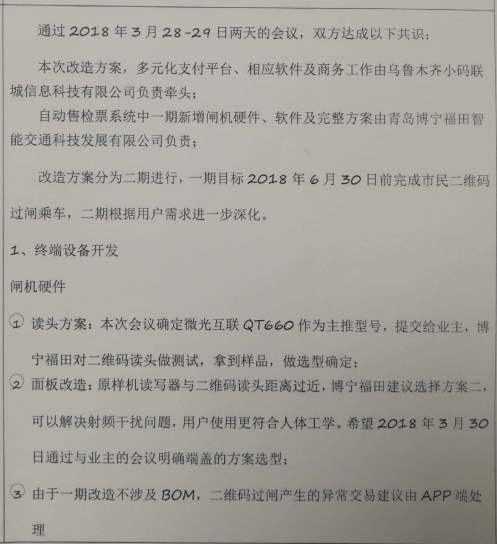 通过 2018 年 3 月 28-29 日两天的会议，双方达成以下共识：
本次改造方案，多元化支付平台、相应软件及商务工作由乌鲁木齐小码联
城信息科技有限公司负责牵头；
自动售检票系统中一期新增闸机硬件、软件及完整方案由青岛博宁福田智
能交通科技发展有限公司负责；
改造方案分为二期进行，一期目标 2018 年 6 月 30 日前完成市民二维码
过闸乘车，二期根据用户需求进一步深化。
1、终端设备开发
闸机硬件
① 读头方案：本次会议确定微光互联 QT660 作为主推型号，提交给业主，博
宁福田对二维码读头做测试，拿到样品，做选型确定；
② 面板改造：原样机读写器与二维码读头距离过近，博宁福田建议选择方案二，
可以解决射频干扰问题，用户使用更符合人体工学。希望 2018 年 3 月 30
日通过与业主的会议明确端盖的方案选型；
③ 由于一期改造不涉及 BOM，二维码过闸产生的异常交易建议由 APP 端处
理